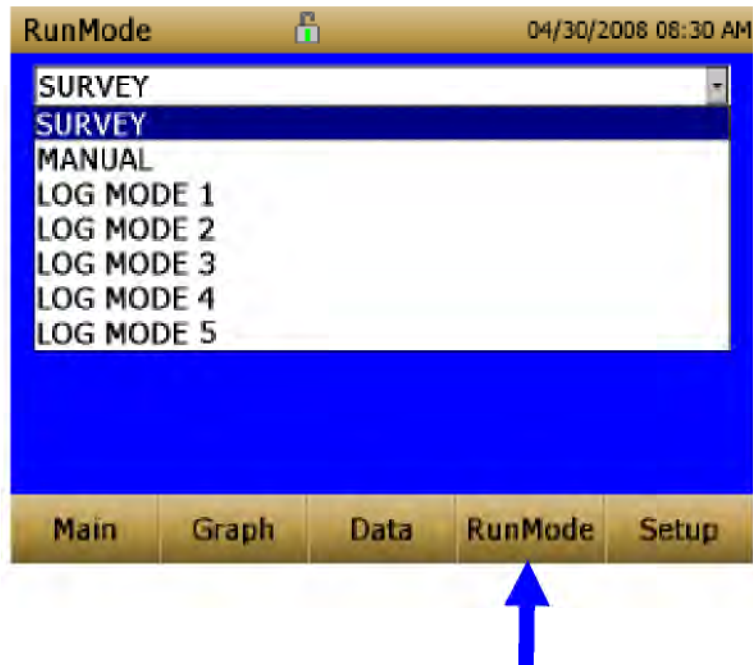 RunMode 04/30/2008 08:30 AM
SURVEY
SURVEY
MANUAL
LOG MODE 1
LOG MODE 2
LOG MODE 3
LOG MODE 4
LOG MODE 5
Main Graph Data RunMode Setup